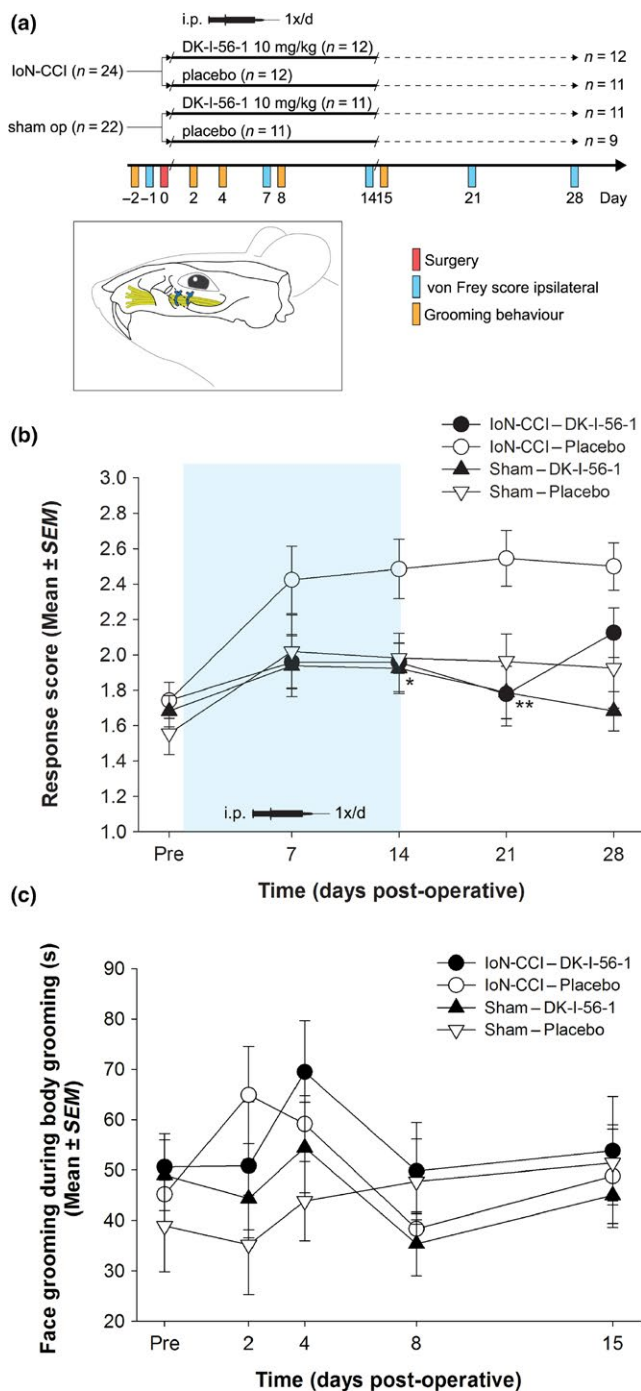 (a)
i.p. 1x/d
DK-I-56-1 10 mg/kg (n = 12)
n = 12
IoN-CCI (n = 24)
placebo (n = 12)
n = 11
DK-I-56-1 10 mg/kg (n = 11)
n = 11
sham op (n = 22)
placebo (n = 11)
n = 9
−2 −1 0 2 4 7 8 14 15 21 28 Day
Surgery
von Frey score ipsilateral
Grooming behaviour
(b)
IoN-CCI – DK-I-56-1
IoN-CCI – Placebo
Sham – DK-I-56-1
Sham – Placebo
Response score (Mean ± SEM)
3.0
2.8
2.6
2.4
2.2
2.0
1.8
1.6
1.4
1.2
1.0
*
**
i.p. 1x/d
Pre 7 14 21 28
Time (days post-operative)
(c)
IoN-CCI – DK-I-56-1
IoN-CCI – Placebo
Sham – DK-I-56-1
Sham – Placebo
Face grooming during body grooming (s)
(Mean ± SEM)
90
80
70
60
50
40
30
20
Pre 2 4 8 15
Time (days post-operative)